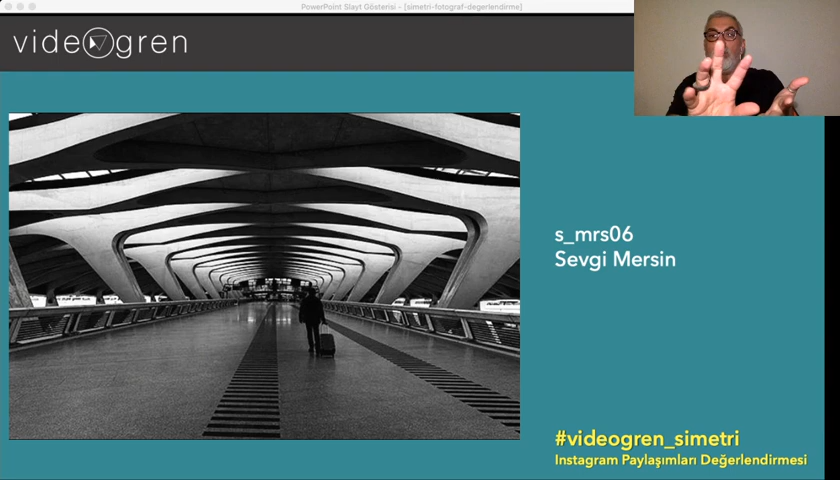 PowerPoint Slayt Gösterisi - [simetri-fotograf-degerlendirme]
videogren
s_mrs06
Sevgi Mersin
#videogren_simetri
Instagram Paylaşımları Değerlendirmesi